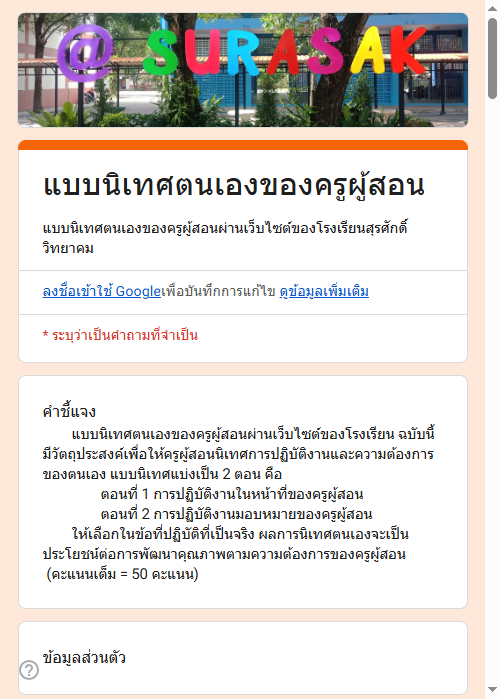 @ SURASAK
แบบนิเทศตนเองของครูผู้สอน
แบบนิเทศตนเองของครูผู้สอนผ่านเว็บไซต์ของโรงเรียนสุรศักดิ์
วิทยาคม
ลงชื่อเข้าใช้ Googleเพื่อบันทึกการแก้ไข ดูข้อมูลเพิ่มเติม
* ระบุว่าเป็นคำถามที่จำเป็น
คำชี้แจง
แบบนิเทศตนเองของครูผู้สอนผ่านเว็บไซต์ของโรงเรียน ฉบับนี้
มีวัตถุประสงค์เพื่อให้ครูผู้สอนนิเทศการปฏิบัติงานและความต้องการ
ของตนเอง แบบนิเทศแบ่งเป็น 2 ตอน คือ
ตอนที่ 1 การปฏิบัติงานในหน้าที่ของครูผู้สอน
ตอนที่ 2 การปฏิบัติงานมอบหมายของครูผู้สอน
ให้เลือกในข้อที่ปฏิบัติที่เป็นจริง ผลการนิเทศตนเองจะเป็น
ประโยชน์ต่อการพัฒนาคุณภาพตามความต้องการของครูผู้สอน
(คะแนนเต็ม = 50 คะแนน)
ข้อมูลส่วนตัว